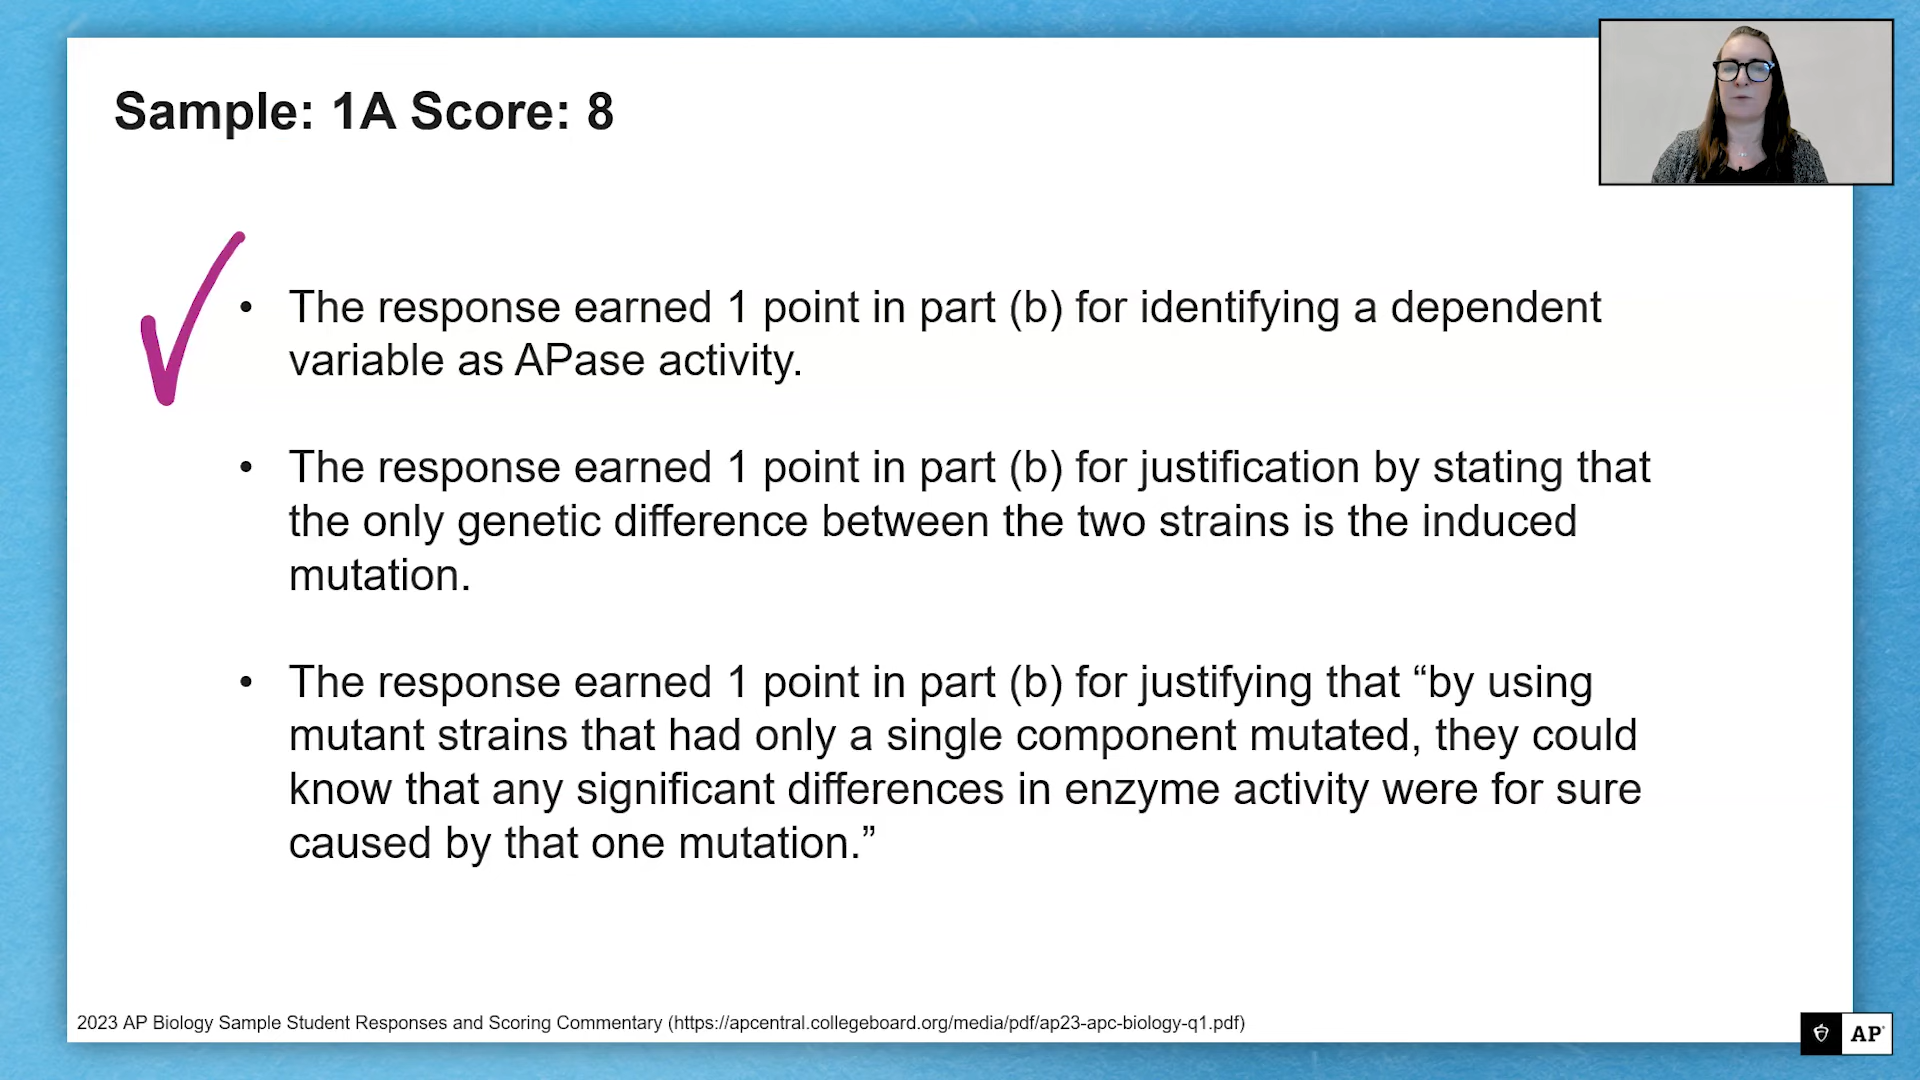 Sample: 1A Score: 8
• The response earned 1 point in part (b) for identifying a dependent
variable as APase activity.
• The response earned 1 point in part (b) for justification by stating that
the only genetic difference between the two strains is the induced
mutation.
• The response earned 1 point in part (b) for justifying that “by using
mutant strains that had only a single component mutated, they could
know that any significant differences in enzyme activity were for sure
caused by that one mutation.”
2023 AP Biology Sample Student Responses and Scoring Commentary (https://apcentral.collegeboard.org/media/pdf/ap23-apc-biology-q1.pdf)
AP